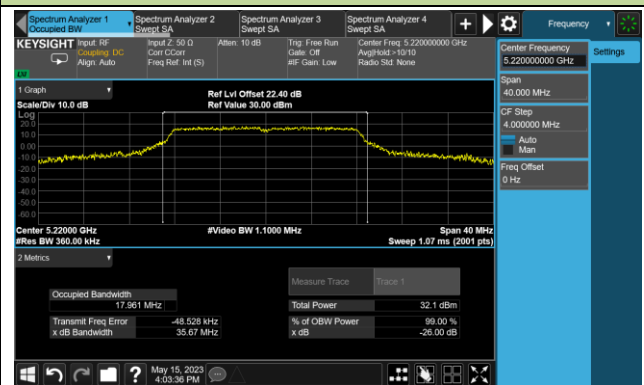 Spectrum Analyzer 1
Occupied BW
Spectrum Analyzer 2
Swept SA
Spectrum Analyzer 3
Swept SA
Spectrum Analyzer 4
Swept SA
+
Frequency
KEYSIGHT
Input: RF
Coupling: DC
Align: Auto
Input Z: 50 Ω
Corr CCorr
Freq Ref: Int (S)
Atten: 10 dB
Trig: Free Run
Gate: Off
#IF Gain: Low
Center Freq: 5.220000000 GHz
Avg|Hold:>10/10
Radio Std: None
Center Frequency
5.220000000 GHz
Settings
Span
40.000 MHz
CF Step
4.000000 MHz
Auto
Man
Freq Offset
0 Hz
1 Graph
Scale/Div 10.0 dB
Ref Lvl Offset 22.40 dB
Ref Value 30.00 dBm
Log
20.0
10.0
0.00
-10.0
-20.0
-30.0
-40.0
-50.0
-60.0
Center 5.22000 GHz
#Res BW 360.00 kHz
#Video BW 1.1000 MHz
Span 40 MHz
Sweep 1.07 ms (2001 pts)
2 Metrics
Measure Trace
Trace 1
Occupied Bandwidth
17.961 MHz
Total Power
32.1 dBm
Transmit Freq Error
-48.528 kHz
% of OBW Power
99.00 %
x dB Bandwidth
35.67 MHz
x dB
-26.00 dB
?
May 15, 2023
4:03:36 PM